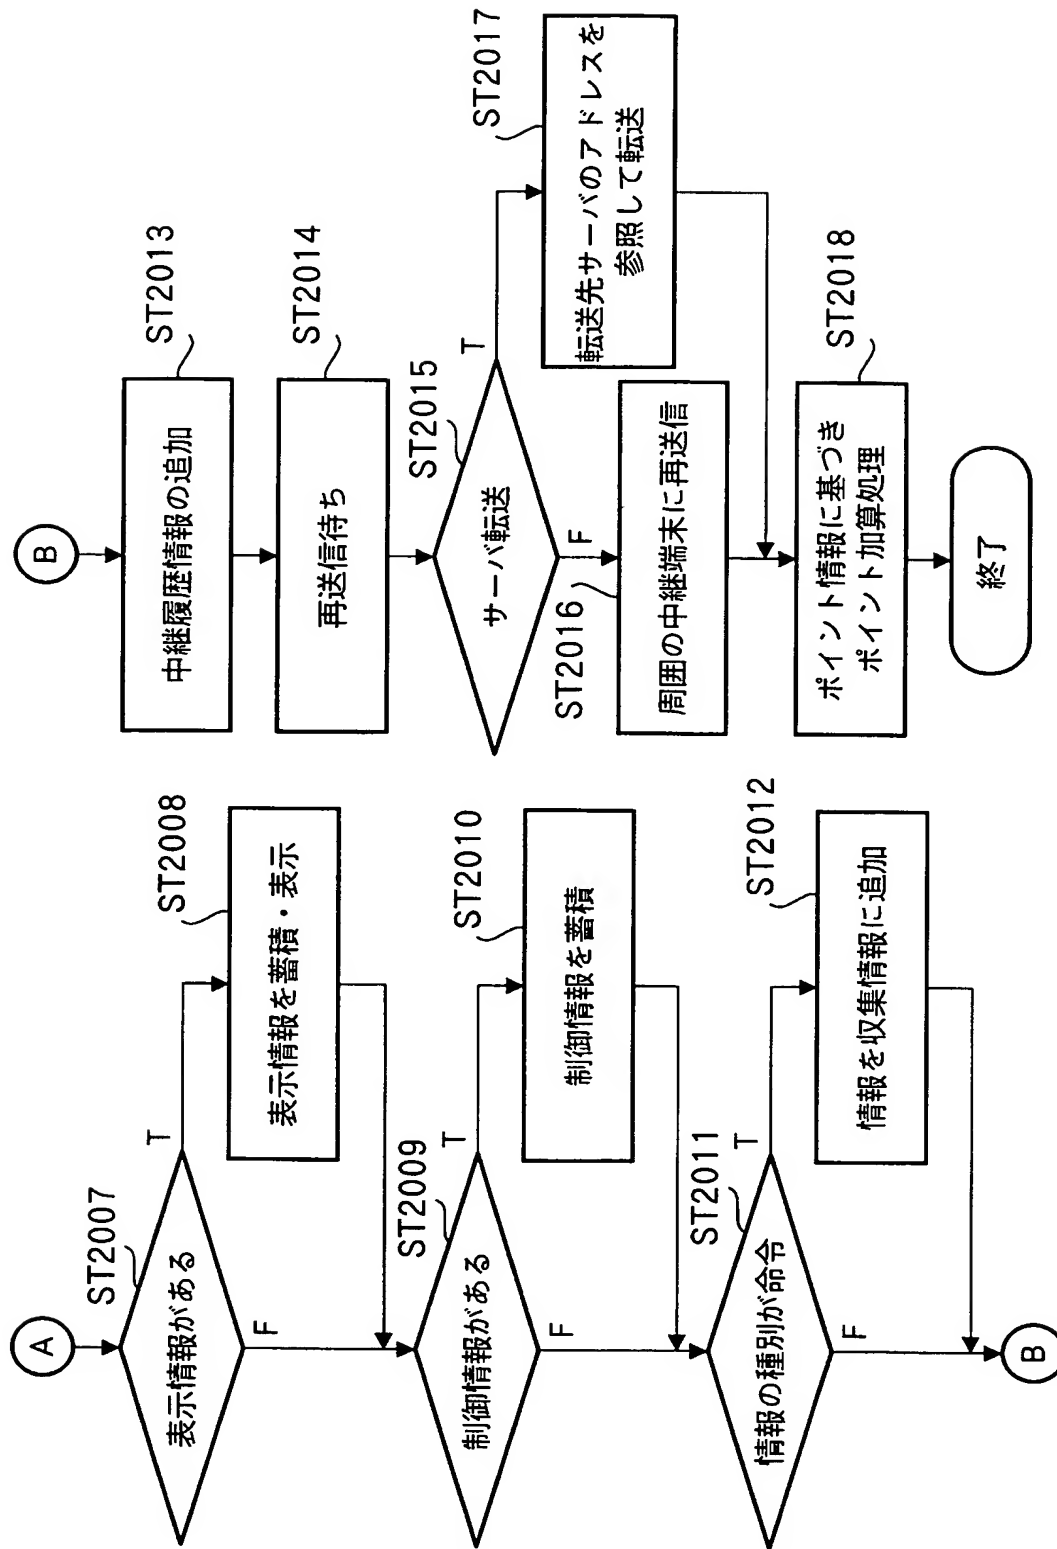 A
ST2007
表示情報がある
T
F
ST2008
表示情報を蓄積・表示
ST2009
制御情報がある
T
F
ST2010
制御情報を蓄積
ST2011
情報の種別が命令
T
F
ST2012
情報を収集情報に追加
B
B
ST2013
中継履歴情報の追加
ST2014
再送信待ち
ST2015
サーバ転送
T
F
ST2016
周囲の中継端末に再送信
ST2017
転送先サーバのアドレスを
参照して転送
ST2018
ポイント情報に基づき
ポイント加算処理
終了